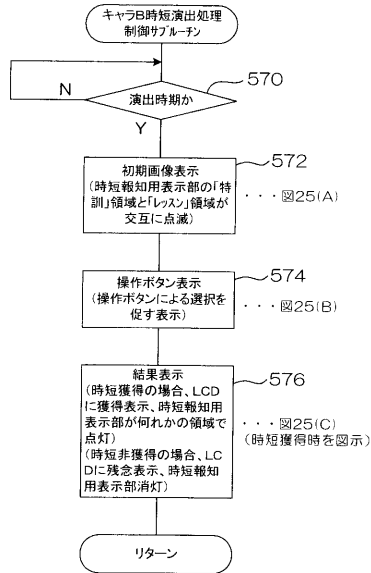 キャラB時短演出処理
制御サブルーチン
570
演出時期か
N
Y
572
初期画像表示
(時短報知用表示部の「特
訓」領域と「レッスン」領域が
交互に点滅)
・・・図25(A)
574
操作ボタン表示
(操作ボタンによる選択を
促す表示)
・・・図25(B)
576
結果表示
(時短獲得の場合、LCD
に獲得表示、時短報知用
表示部が何れかの領域で
点灯)
(時短非獲得の場合、LC
Dに残念表示、時短報知
用表示部消灯)
・・・図25(C)
(時短獲得時を図示)
リターン